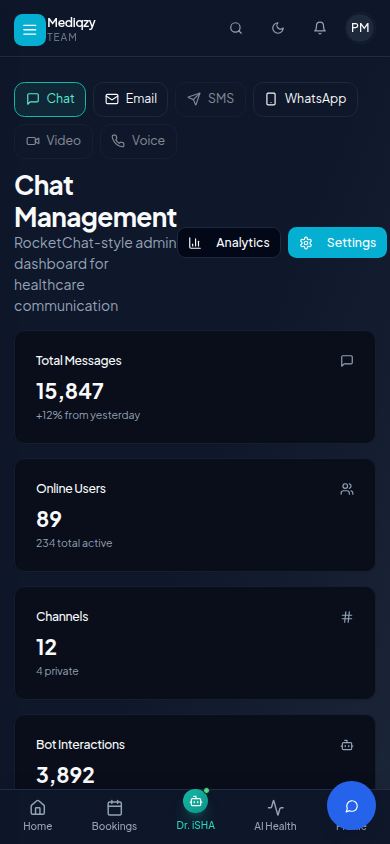 Mediqzy
TEAM
PM
Chat
Email
SMS
WhatsApp
Video
Voice
Chat
Management
RocketChat-style admin
dashboard for
healthcare
communication
Analytics
Settings
Total Messages
15,847
+12% from yesterday
Online Users
89
234 total active
Channels
12
4 private
Bot Interactions
3,892
Home
Bookings
Dr. iSHA
AI Health